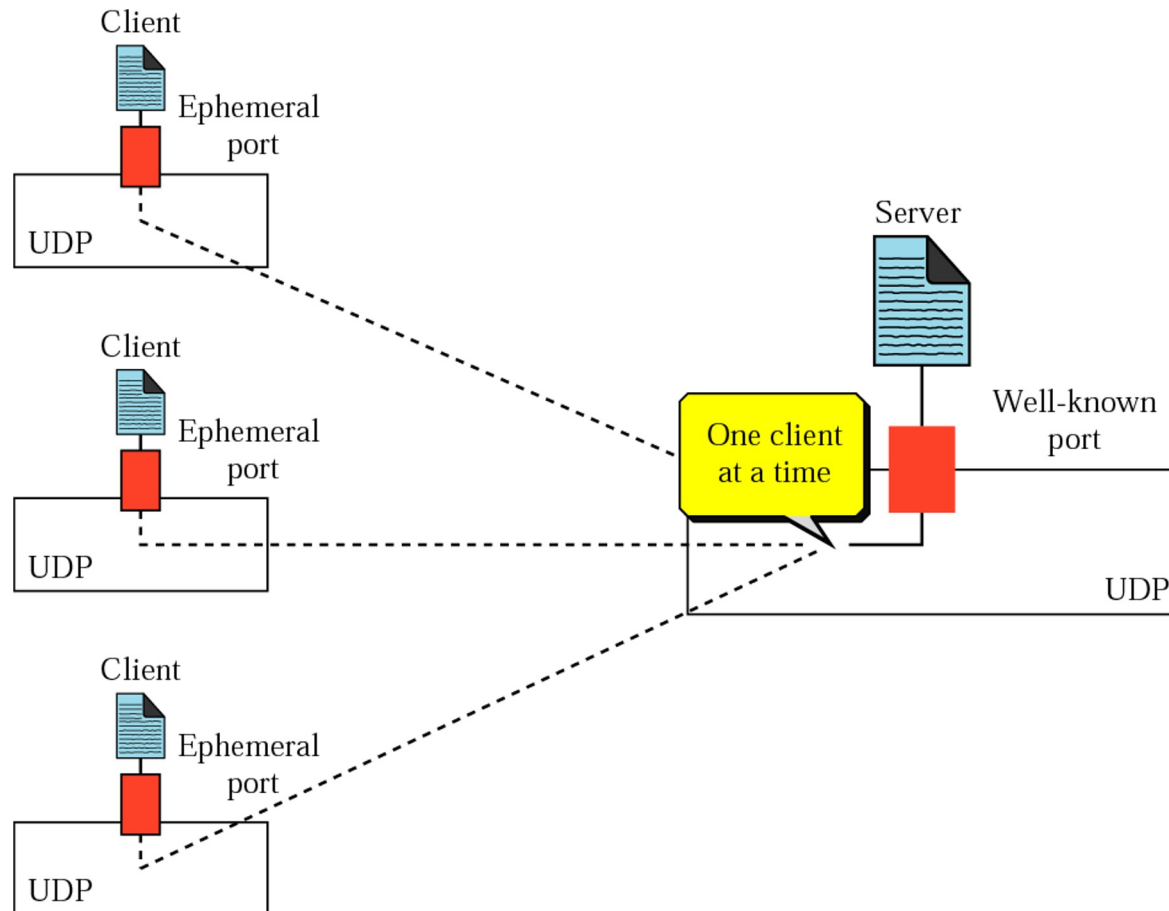 Client
Ephemeral
port
UDP
Server
Client
Ephemeral
port
One client
at a time
Well-known
port
UDP
UDP
Client
Ephemeral
port
UDP